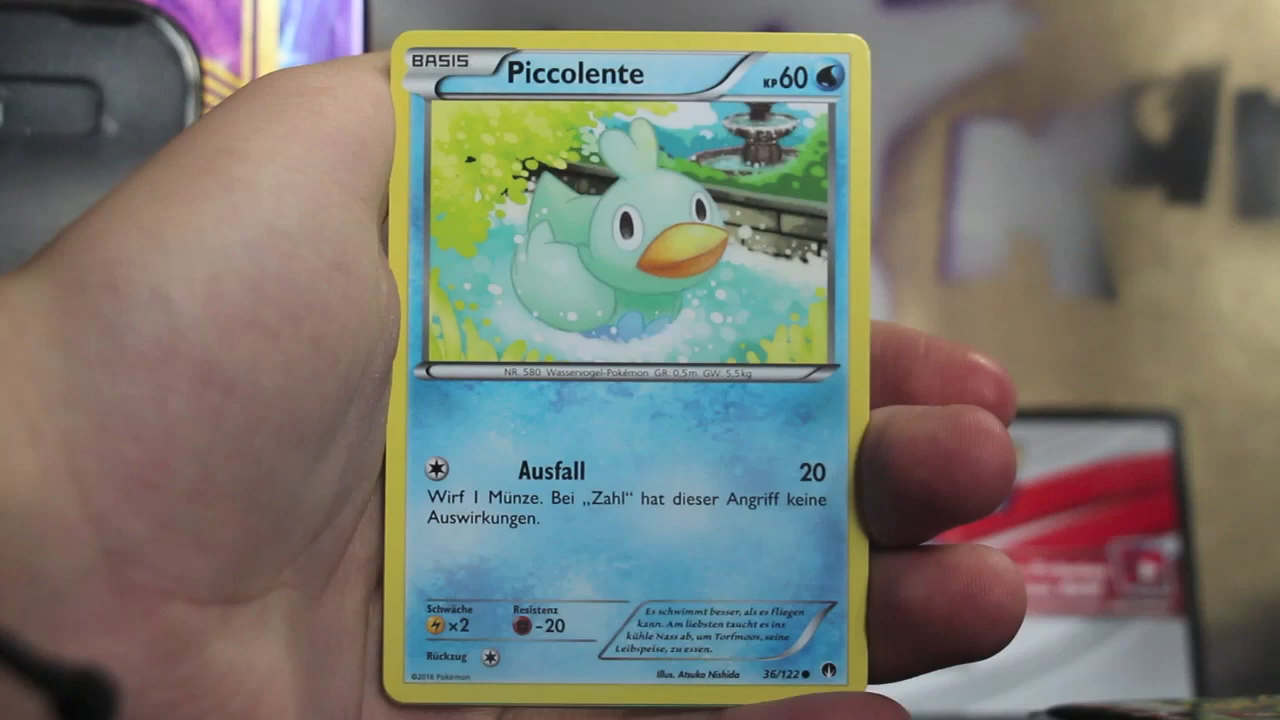 BASIS Piccolente KP60
NR. 580 Wasservogel-Pokémon GR: 0,5m GW: 5,5kg
Ausfall 20
Wirf 1 Münze. Bei „Zahl“ hat dieser Angriff keine
Auswirkungen.
Schwäche Resistenz
x2 -20
Rückzug
Es schwimmt besser, als es fliegen
kann. Am liebsten taucht es ins
kühle Nass ab, um Torfmoos, seine
Leibspeise, zu essen.
©2016 Pokémon Illus. Atsuko Nishida 36/122